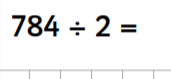 784 ÷ 2 =